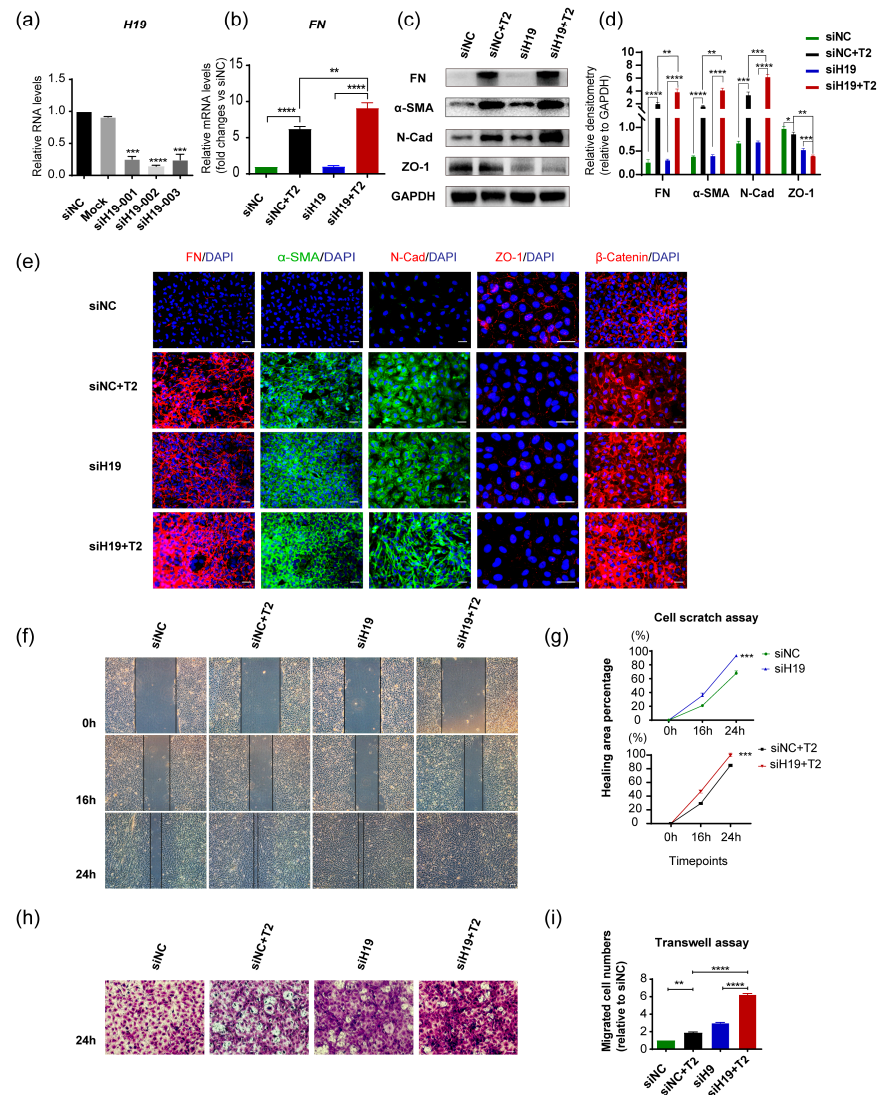 (a)
H19
Relative RNA levels
1.5
1.0
0.5
0.0
***
****
***
siNC
Mock
siH19-001
siH19-002
siH19-003
(b)
FN
Relative mRNA levels
(fold changes vs siNC)
15
10
5
0
****
**
****
siNC
siNC+T2
siH19
siH19+T2
(c)
siNC
siNC+T2
siH19
siH19+T2
FN
α-SMA
N-Cad
ZO-1
GAPDH
(d)
siNC
siNC+T2
siH19
siH19+T2
Relative densitometry
(relative to GAPDH)
10
8
6
4
2
1.0
0.5
0.0
****
**
****
****
**
****
***
***
****
*
**
***
FN
α-SMA
N-Cad
ZO-1
(e)
FN/DAPI
α-SMA/DAPI
N-Cad/DAPI
ZO-1/DAPI
β-Catenin/DAPI
siNC
siNC+T2
siH19
siH19+T2
(f)
siNC
siNC+T2
siH19
siH19+T2
0h
16h
24h
(g)
Cell scratch assay
Healing area percentage
(%)
100
80
60
40
20
0
0h
16h
24h
***
siNC
siH19
(%)
100
80
60
40
20
0
0h
16h
24h
***
siNC+T2
siH19+T2
Timepoints
(h)
siNC
siNC+T2
siH19
siH19+T2
24h
(i)
Transwell assay
Migrated cell numbers
(relative to siNC)
8
6
4
2
0
**
****
****
siNC
siNC+T2
siH9
siH19+T2